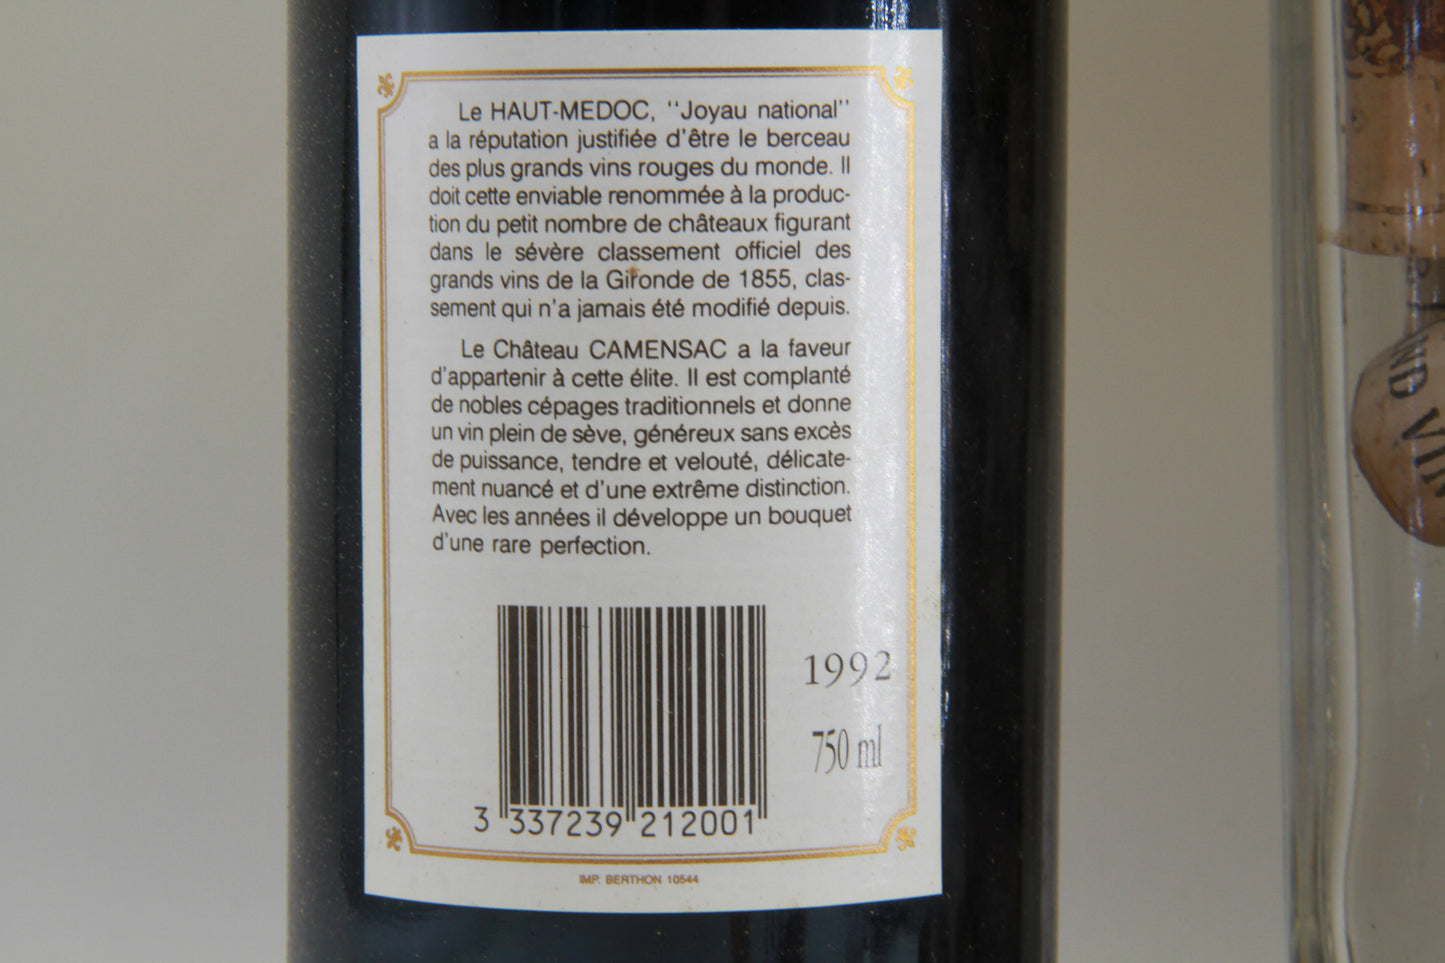 Le HAUT-MEDOC, ''Joyau national''
a la réputation justifiée d'être le berceau
des plus grands vins rouges du monde. Il
doit cette enviable renommée à la produc-
tion du petit nombre de châteaux figurant
dans le sévère classement officiel des
grands vins de la Gironde de 1855, clas-
sement qui n'a jamais été modifié depuis.
Le Château CAMENSAC a la faveur
d'appartenir à cette élite. Il est complanté
de nobles cépages traditionnels et donne
un vin plein de sève, généreux sans excès
de puissance, tendre et velouté, délicate-
ment nuancé et d'une extrême distinction.
Avec les années il développe un bouquet
d'une rare perfection.
1992
750 ml
3 337239 212001
IMP. BERTHON 10544
VIN